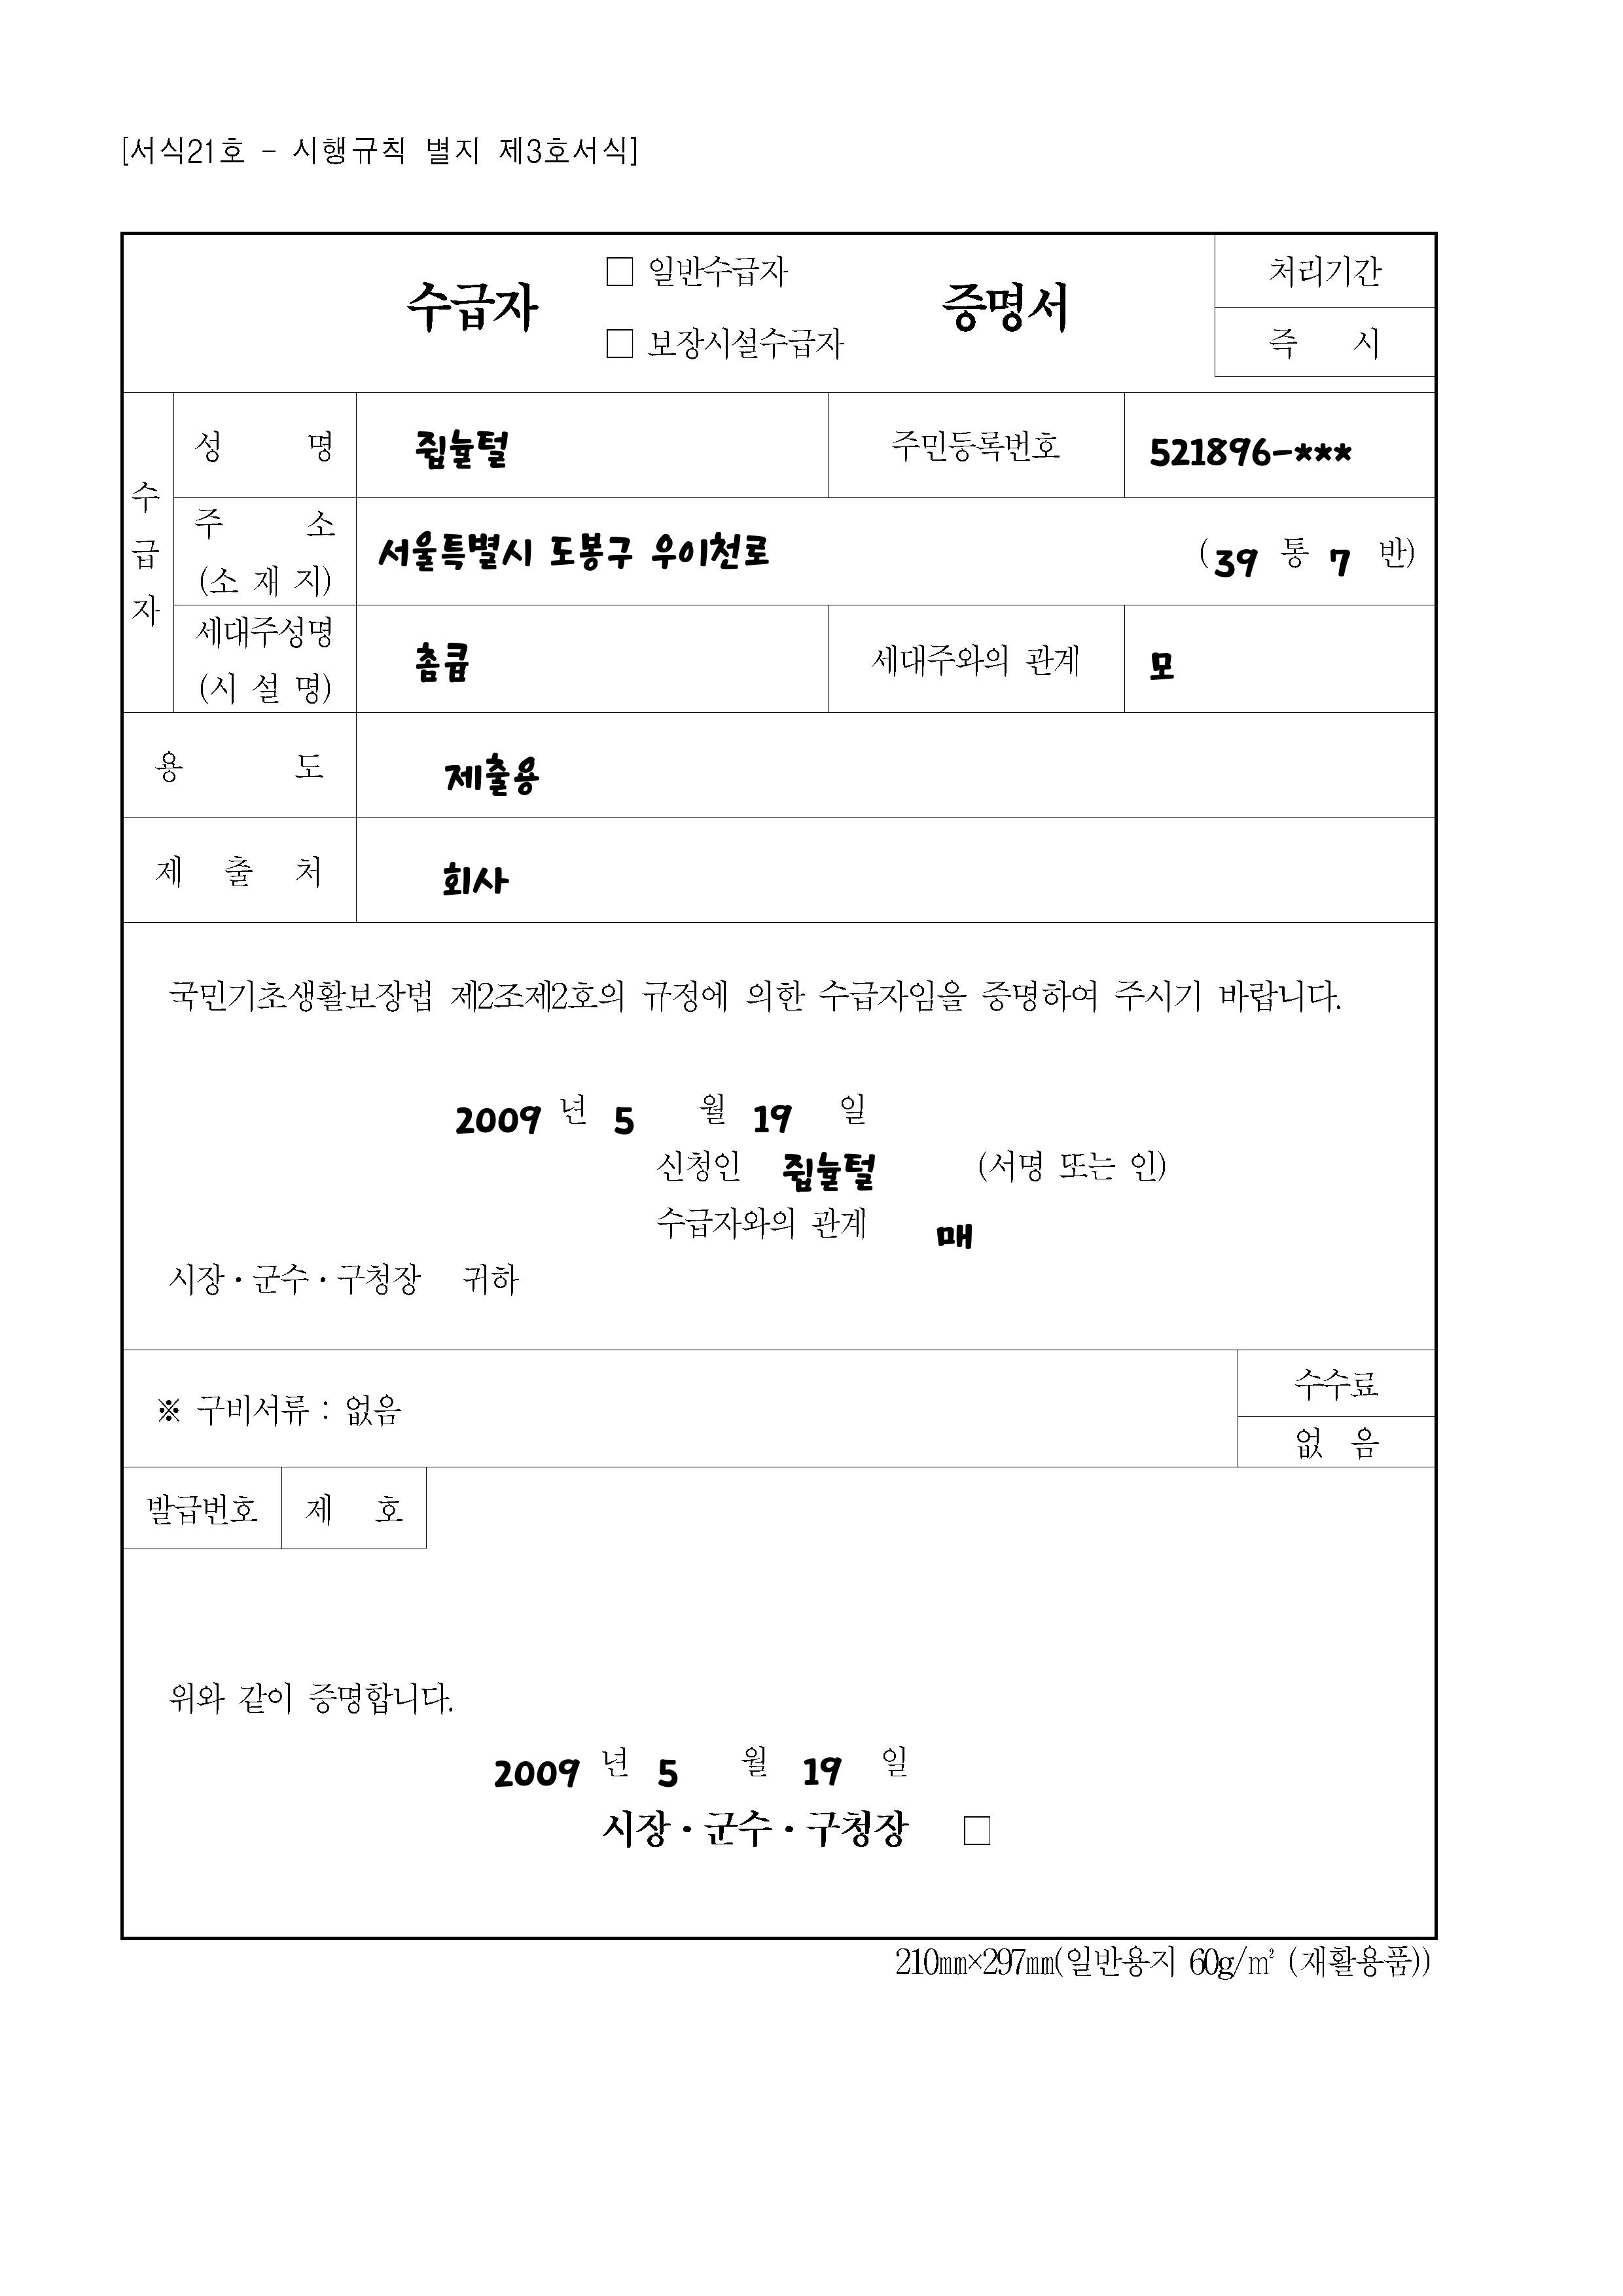 [서식21호 - 시행규칙 별지 제3호서식]
수급자 □ 일반수급자 □ 보장시설수급자 증명서
처리기간
즉 시
수급자
성 명 쥅눌털 주민등록번호 521896-***
주 소 (소 재 지) 서울특별시 도봉구 우이천로 (39 통 7 반)
세대주성명 (시 설 명) 촘큠 세대주와의 관계 모
용 도 제출용
제 출 처 회사
국민기초생활보장법 제2조제2호의 규정에 의한 수급자임을 증명하여 주시기 바랍니다.
2009 년 5 월 19 일
신청인 쥅눌털 (서명 또는 인)
수급자와의 관계 매
시장·군수·구청장 귀하
※ 구비서류 : 없음
수수료
없 음
발급번호 제 호
위와 같이 증명합니다.
2009 년 5 월 19 일
시장·군수·구청장 □
210㎜×297㎜(일반용지 60g/㎡ (재활용품))